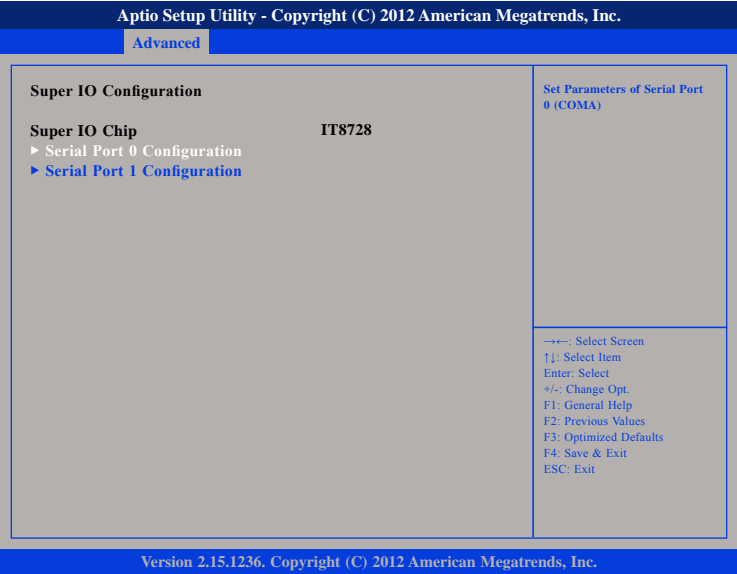 Aptio Setup Utility - Copyright (C) 2012 American Megatrends, Inc.
Advanced
Super IO Configuration
Super IO Chip IT8728
▶ Serial Port 0 Configuration
▶ Serial Port 1 Configuration
Set Parameters of Serial Port
0 (COMA)
→←: Select Screen
↑↓: Select Item
Enter: Select
+/-: Change Opt.
F1: General Help
F2: Previous Values
F3: Optimized Defaults
F4: Save & Exit
ESC: Exit
Version 2.15.1236. Copyright (C) 2012 American Megatrends, Inc.